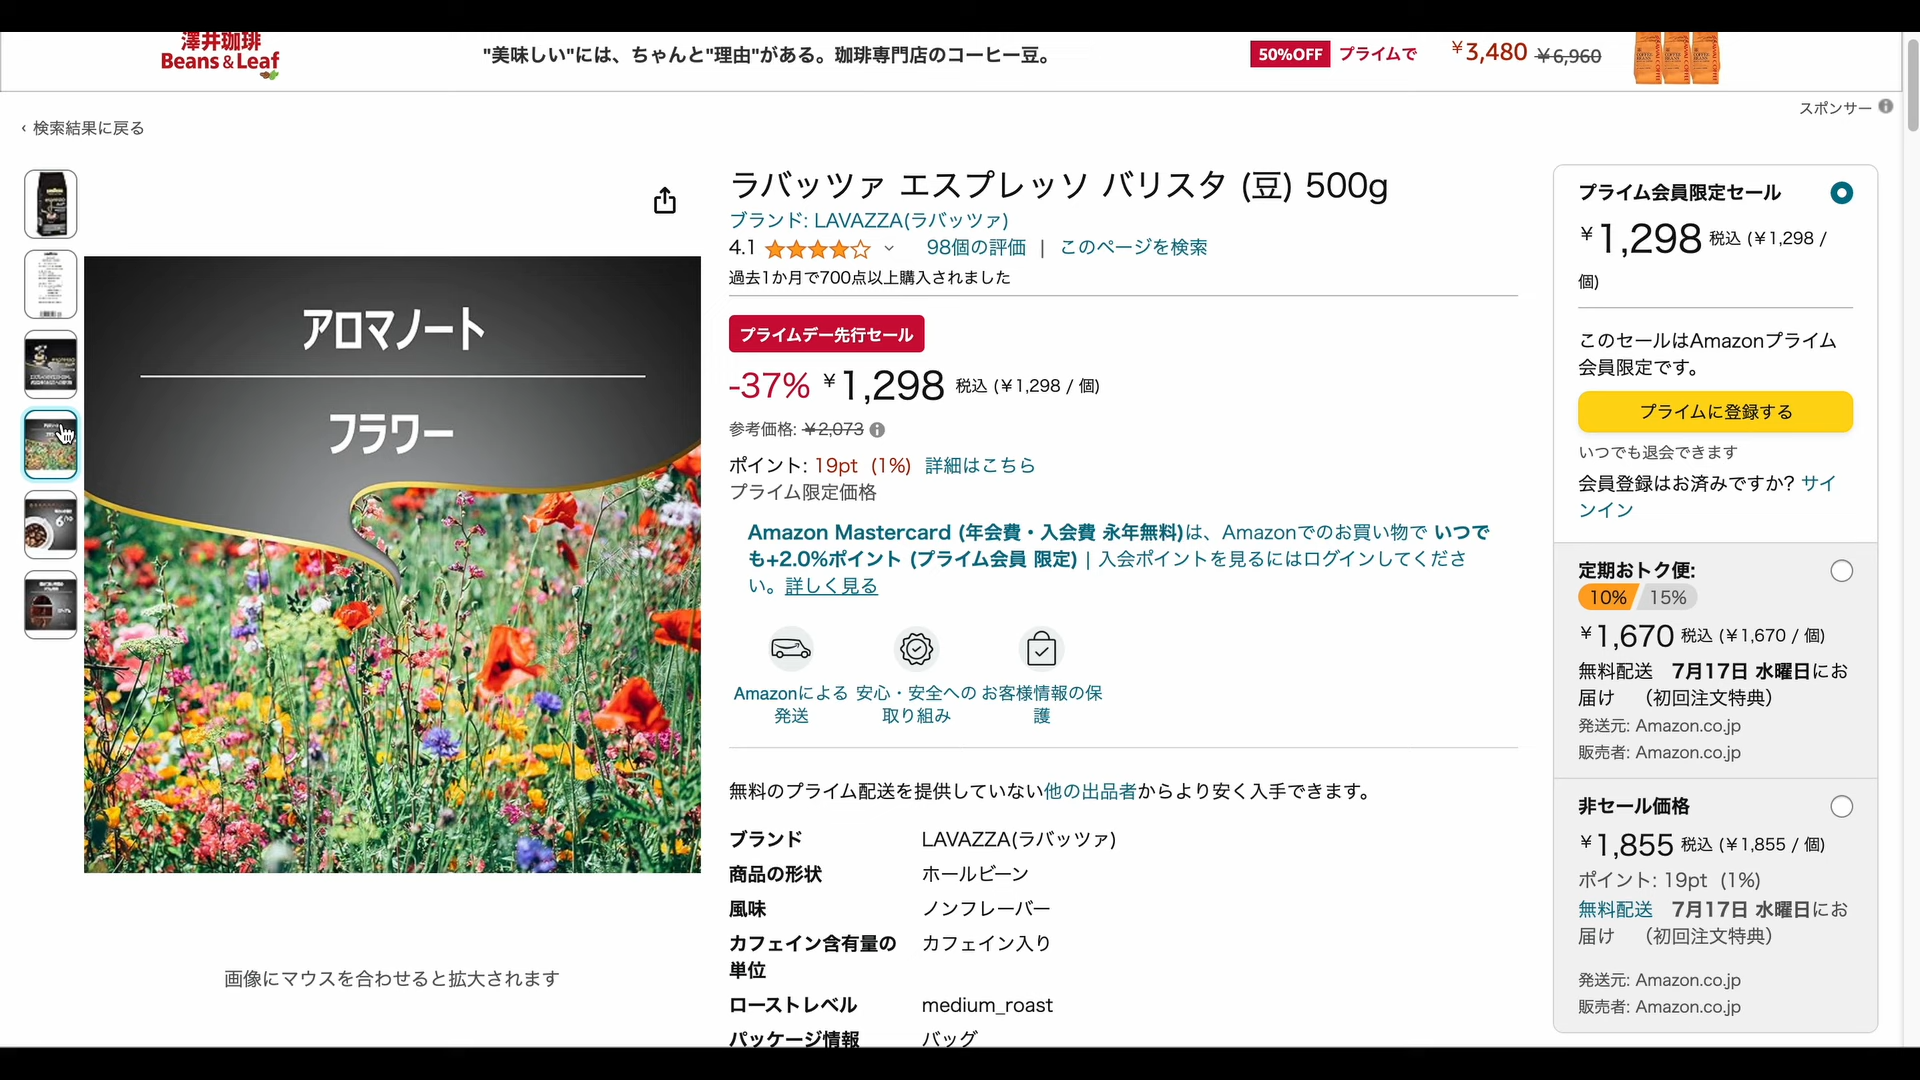 澤井珈琲
Beans & Leaf
"美味しい"には、ちゃんと"理由"がある。珈琲専門店のコーヒー豆。
50%OFF プライムで ¥3,480 ¥6,960
スポンサー
‹ 検索結果に戻る
アロマノート
フラワー
画像にマウスを合わせると拡大されます
ラバッツァ エスプレッソ バリスタ (豆) 500g
ブランド: LAVAZZA(ラバッツァ)
4.1 98個の評価 | このページを検索
過去1か月で700点以上購入されました
プライムデー先行セール
-37% ¥1,298 税込 (¥1,298 / 個)
参考価格: ¥2,073
ポイント: 19pt (1%) 詳細はこちら
プライム限定価格
Amazon Mastercard (年会費・入会費 永年無料)は、Amazonでのお買い物で いつで
も+2.0%ポイント (プライム会員 限定) | 入会ポイントを見るにはログインしてくださ
い。詳しく見る
Amazonによる
発送
安心・安全への
取り組み
お客様情報の保
護
無料のプライム配送を提供していない他の出品者からより安く入手できます。
ブランド LAVAZZA(ラバッツァ)
商品の形状 ホールビーン
風味 ノンフレーバー
カフェイン含有量の カフェイン入り
単位
ローストレベル medium_roast
パッケージ情報 バッグ
プライム会員限定セール
¥1,298 税込 (¥1,298 /
個)
このセールはAmazonプライム
会員限定です。
プライムに登録する
いつでも退会できます
会員登録はお済みですか? サイ
ンイン
定期おトク便:
10% 15%
¥1,670 税込 (¥1,670 / 個)
無料配送 7月17日 水曜日にお
届け （初回注文特典）
発送元: Amazon.co.jp
販売者: Amazon.co.jp
非セール価格
¥1,855 税込 (¥1,855 / 個)
ポイント: 19pt (1%)
無料配送 7月17日 水曜日にお
届け （初回注文特典）
発送元: Amazon.co.jp
販売者: Amazon.co.jp